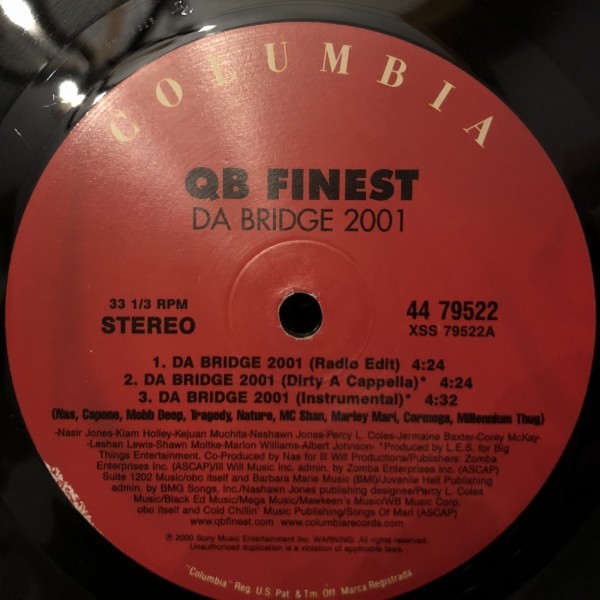 COLUMBIA
QB FINEST
DA BRIDGE 2001
33 1/3 RPM
STEREO
44 79522
XSS 79522A
1. DA BRIDGE 2001 (Radio Edit) 4:24
2. DA BRIDGE 2001 (Dirty A Cappella)* 4:24
3. DA BRIDGE 2001 (Instrumental)* 4:32
(Nas, Capone, Mobb Deep, Tragedy, Nature, MC Shan, Marley Marl, Cormega, Millennium Thug)
-Nasir Jones-Kiam Holley-Kejuan Muchita-Neshawn Jones-Percy L. Coles-Jermaine Baxter-Corey McKay-
-Leshan Lewis-Shawn Moltke-Marlon Williams-Albert Johnson- *Produced by L.E.S. for Big
Things Entertainment. Co-Produced by Nas for Ill Will Productions/Publishers: Zomba
Enterprises Inc. (ASCAP)/Ill Will Music Inc. admin. by Zomba Enterprises Inc. (ASCAP)
Suite 1202 Music/obo itself and Barbara Marie Music (BMI)/Juvenile Hell Publishing
admin. by BMG Songs, Inc./Nashawn Jones publishing designee/Percy L. Coles
Music/Black Ed Music/Mega Music/Mawkeen's Music/WB Music Corp.
obo itself and Cold Chillin' Music Publishing/Songs Of Marl (ASCAP)
www.qbfinest.com www.columbiarecords.com
℗ 2000 Sony Music Entertainment Inc. WARNING: All rights reserved.
Unauthorized duplication is a violation of applicable laws.
"Columbia" Reg. U.S. Pat. & Tm. Off. Marca Registrada